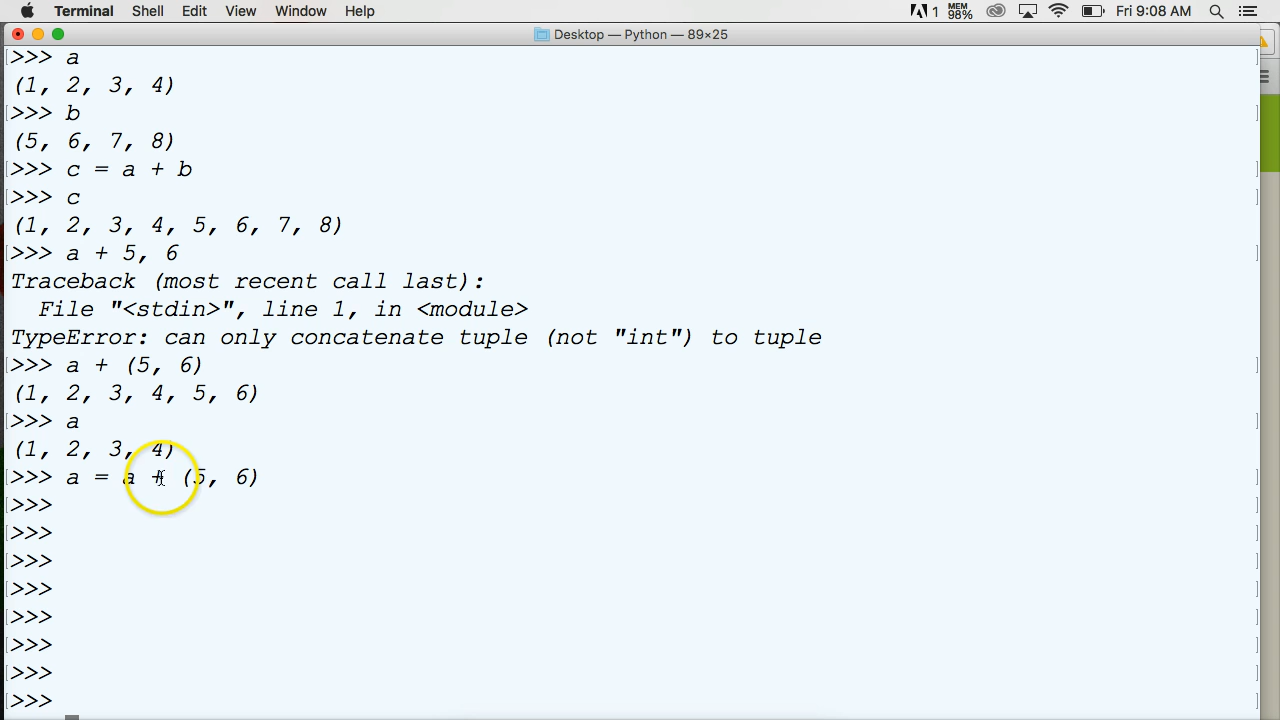 Terminal Shell Edit View Window Help 1 MEM 98% Fri 9:08 AM
Desktop — Python — 89×25
>>> a
(1, 2, 3, 4)
>>> b
(5, 6, 7, 8)
>>> c = a + b
>>> c
(1, 2, 3, 4, 5, 6, 7, 8)
>>> a + 5, 6
Traceback (most recent call last):
  File "<stdin>", line 1, in <module>
TypeError: can only concatenate tuple (not "int") to tuple
>>> a + (5, 6)
(1, 2, 3, 4, 5, 6)
>>> a
(1, 2, 3, 4)
>>> a = a + (5, 6)
>>>
>>>
>>>
>>>
>>>
>>>
>>>
>>>